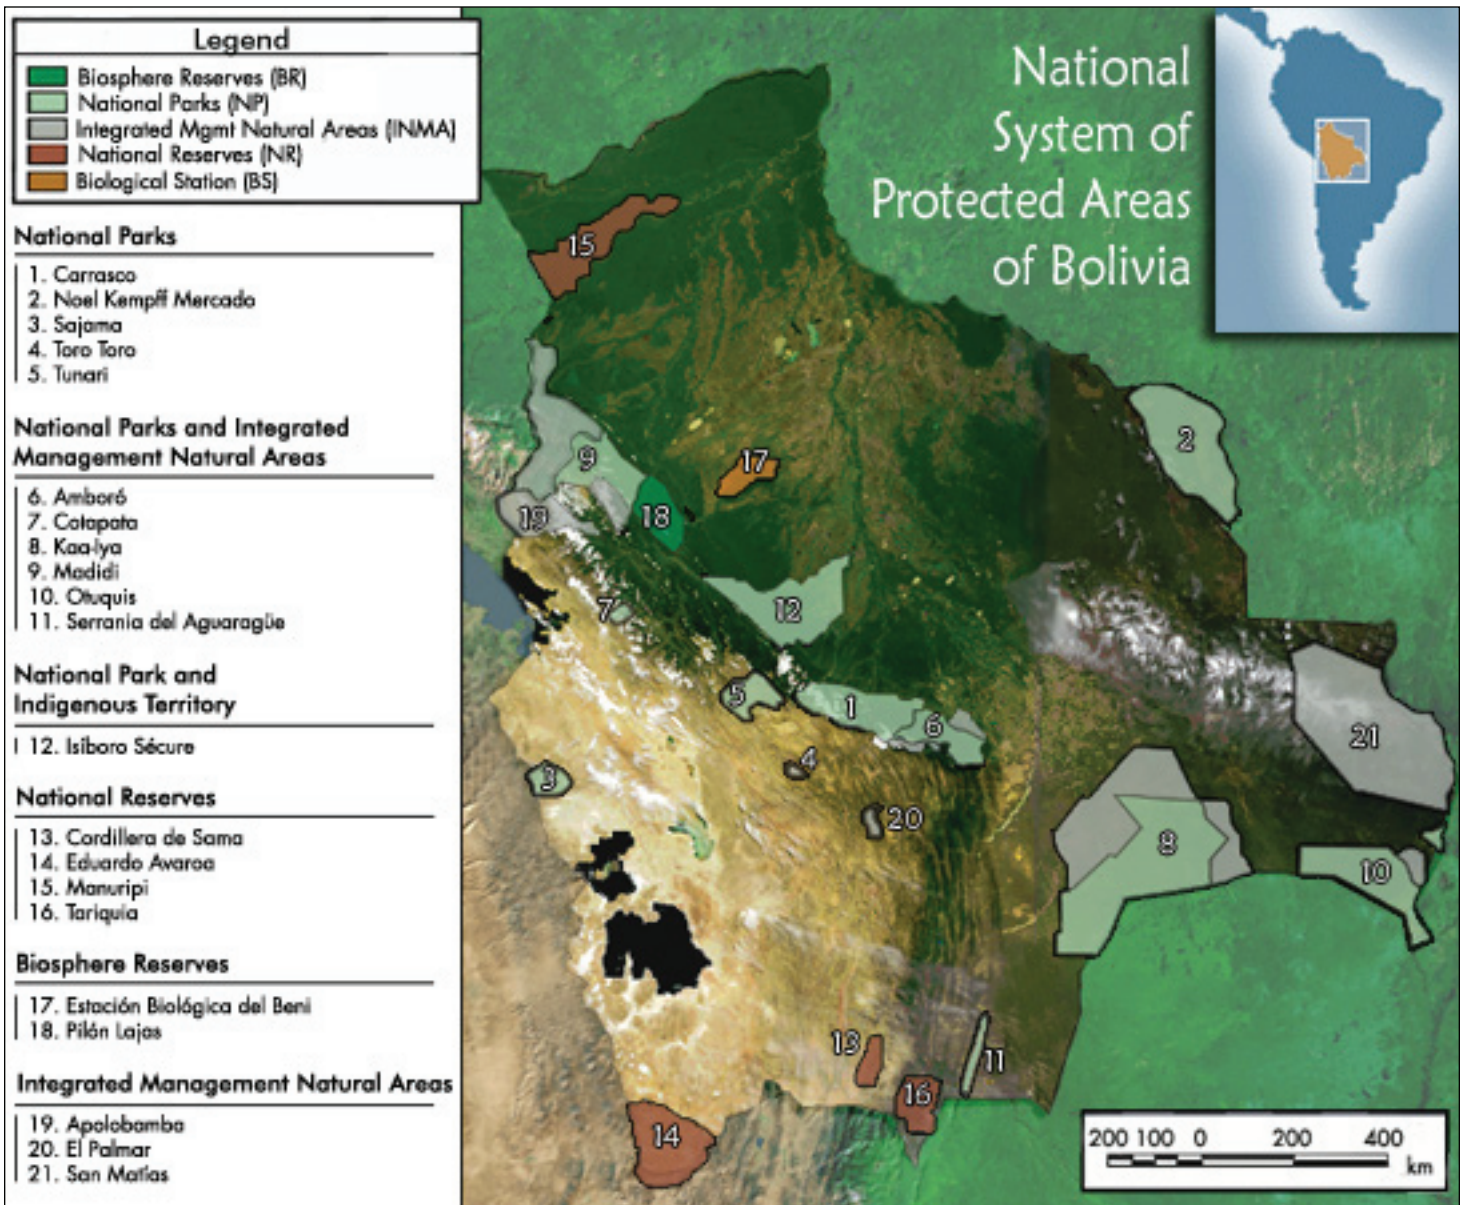 Legend
Biosphere Reserves (BR)
National Parks (NP)
Integrated Mgmt Natural Areas (INMA)
National Reserves (NR)
Biological Station (BS)
National Parks
1. Carrasco
2. Noel Kempff Mercado
3. Sajama
4. Toro Toro
5. Tunari
National Parks and Integrated
Management Natural Areas
6. Amboró
7. Cotapata
8. Kaa-Iya
9. Madidi
10. Otuquis
11. Serrania del Aguaragüe
National Park and
Indigenous Territory
12. Isiboro Sécure
National Reserves
13. Cordillera de Sama
14. Eduardo Avaroa
15. Manuripi
16. Tariquia
Biosphere Reserves
17. Estación Biológica del Beni
18. Pilón Lajas
Integrated Management Natural Areas
19. Apolobamba
20. El Palmar
21. San Matías
National
System of
Protected Areas
of Bolivia
15
2
9
17
19
18
7
12
5
1
6
21
4
3
20
8
10
13
11
16
14
200 100 0 200 400
km